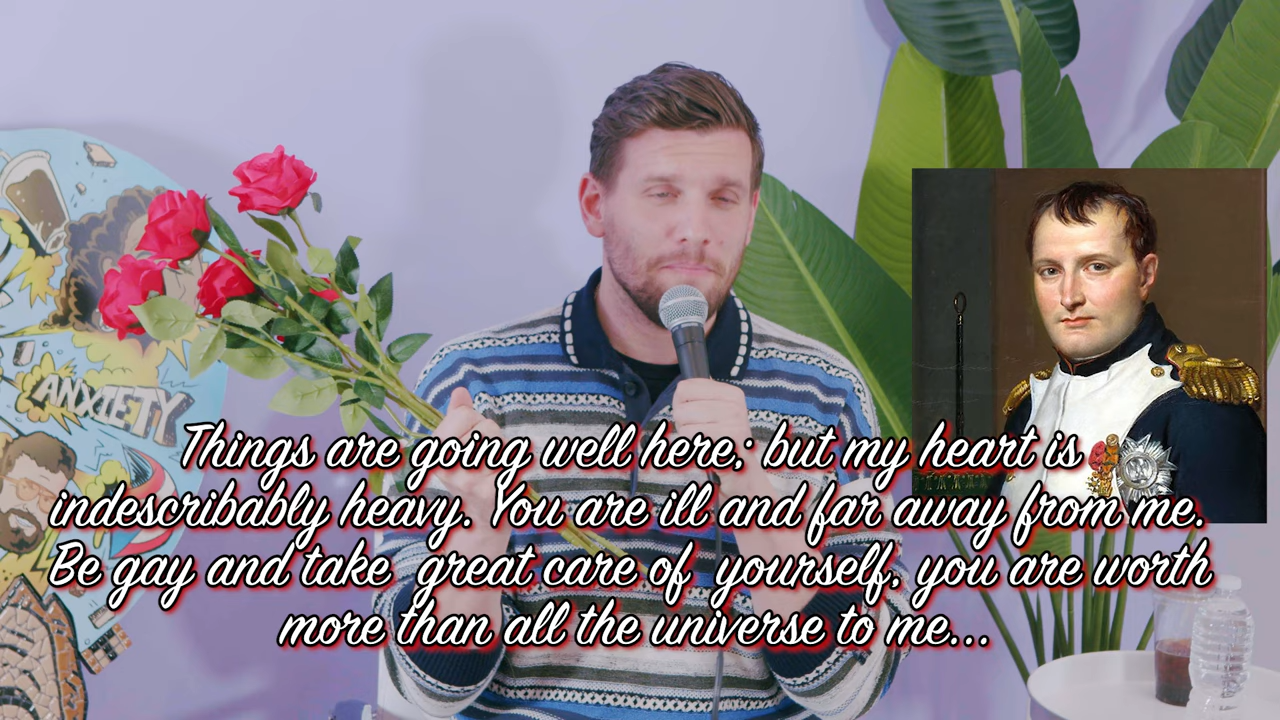 ANXIETY
Things are going well here; but my heart is
indescribably heavy. You are ill and far away from me.
Be gay and take great care of yourself, you are worth
more than all the universe to me...